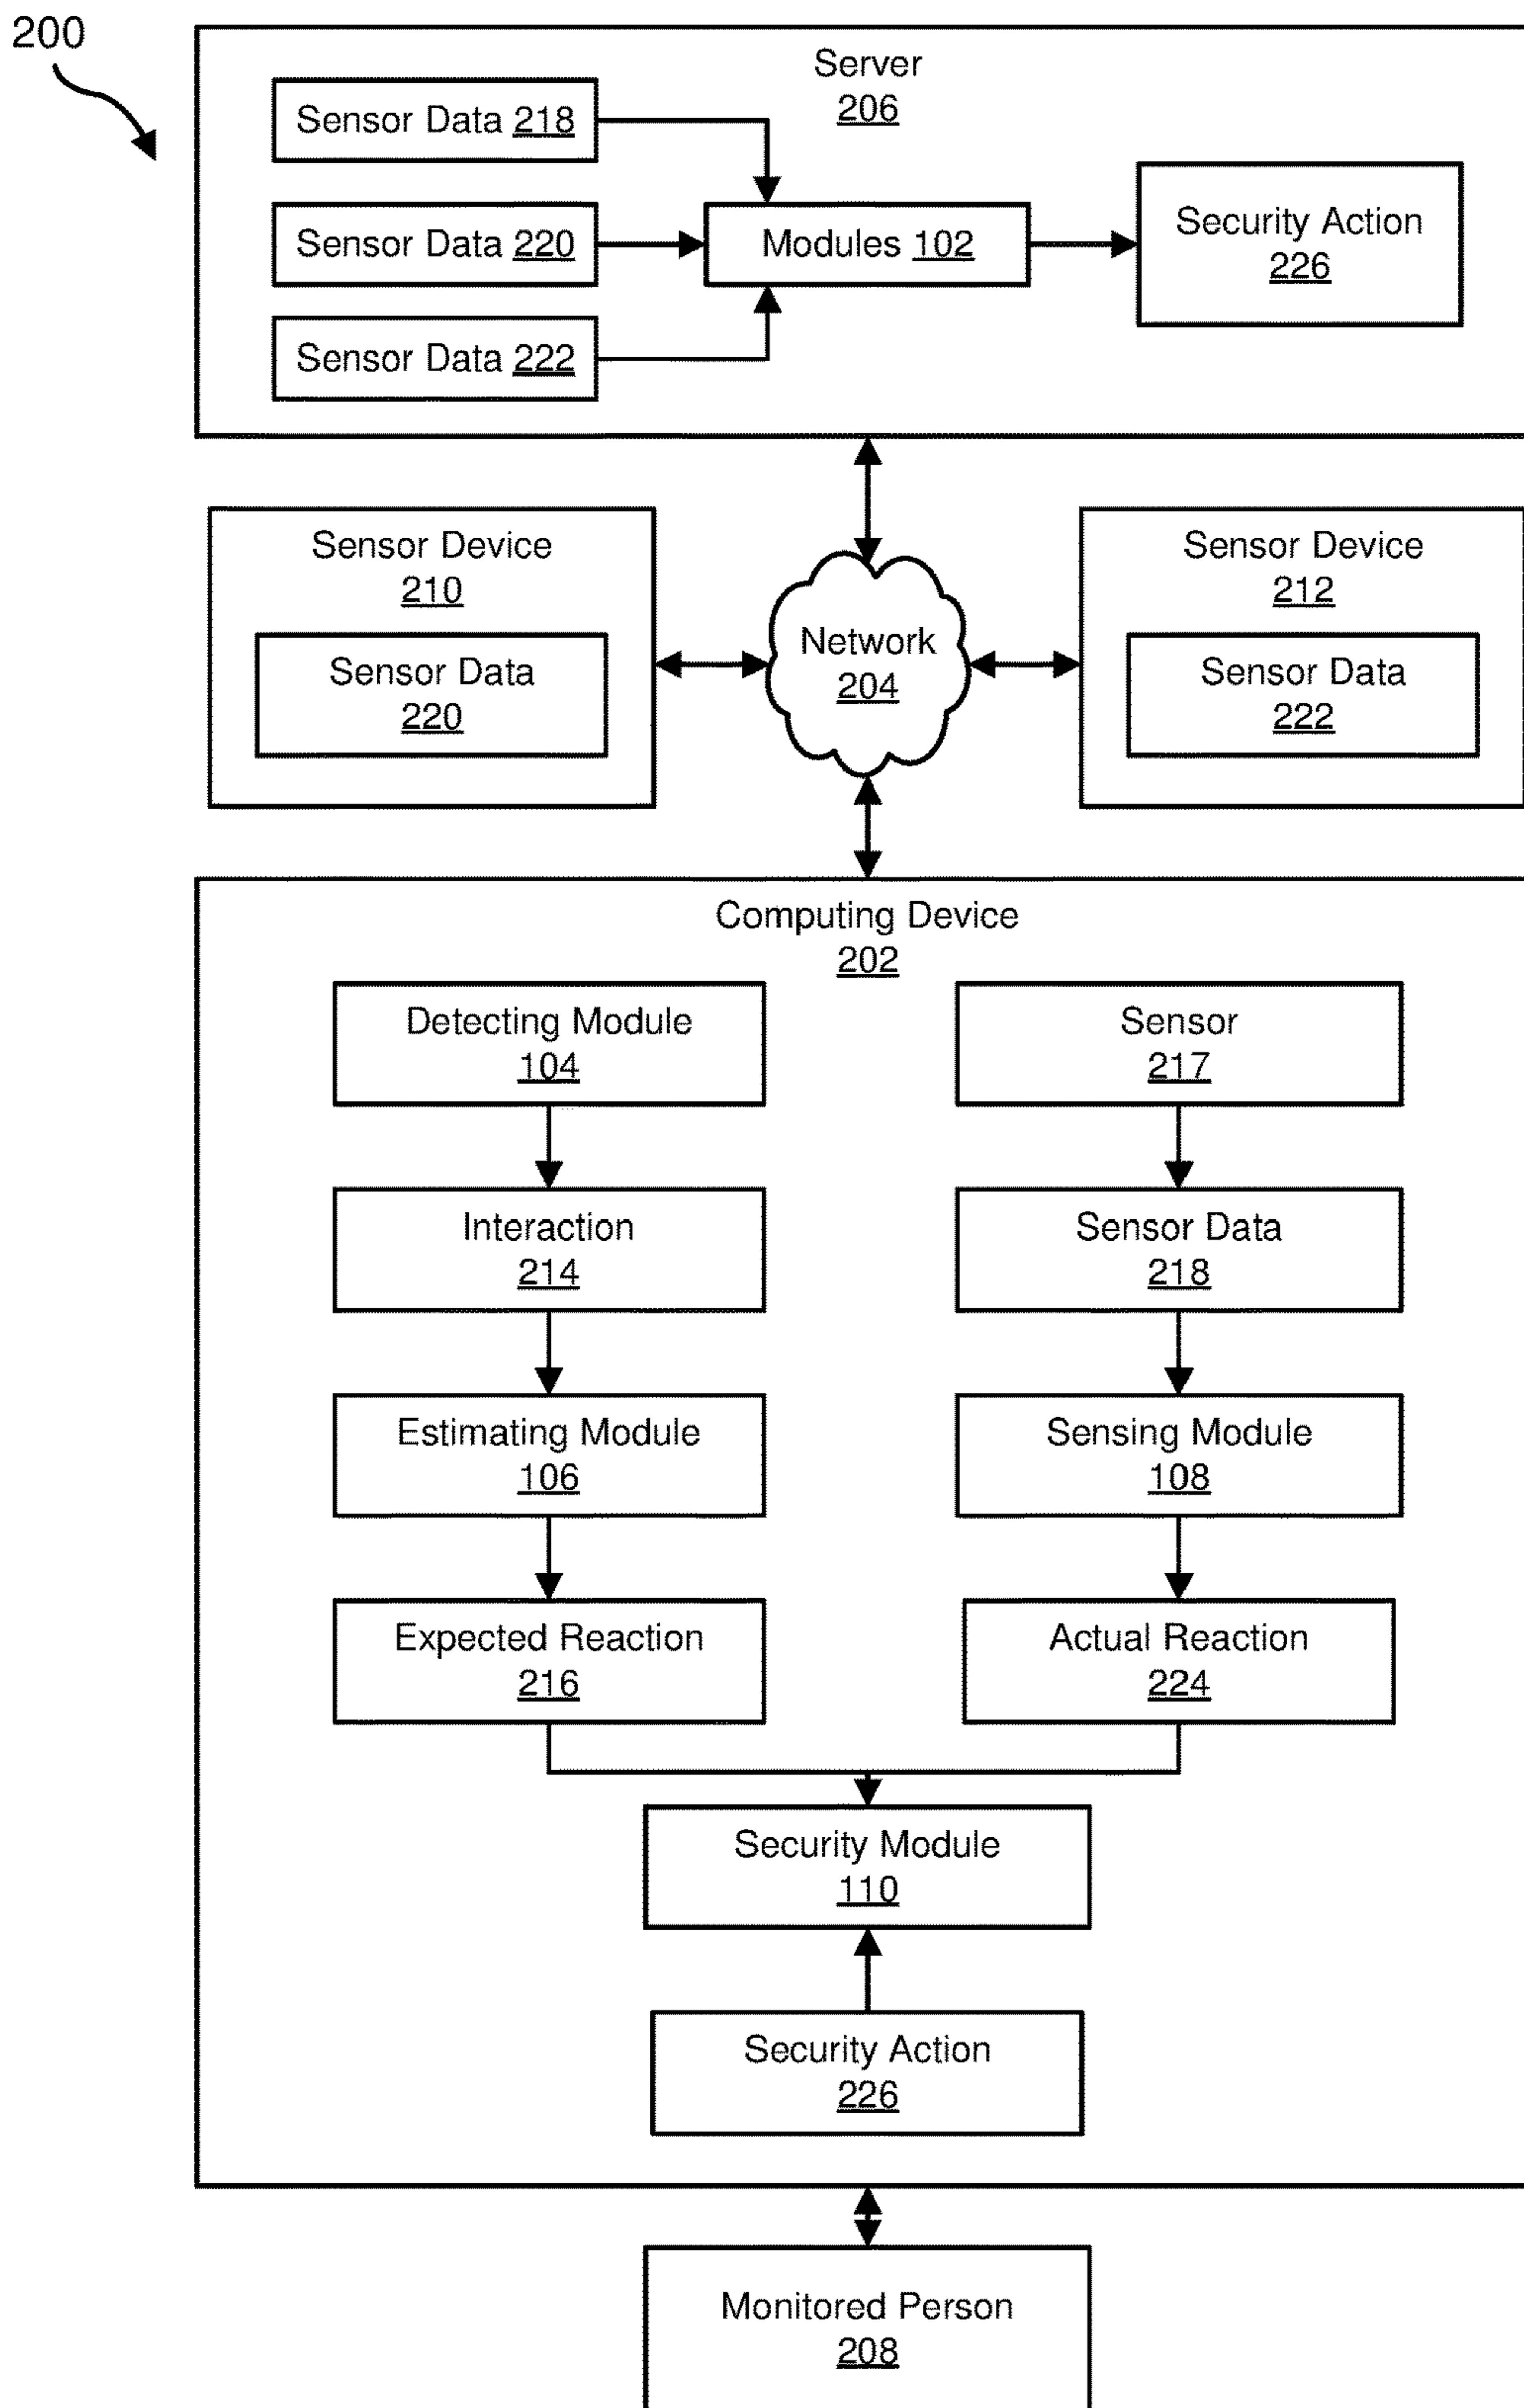 200
Server
206
Sensor Data 218
Sensor Data 220
Modules 102
Security Action
226
Sensor Data 222
Sensor Device
210
Sensor Data
220
Network
204
Sensor Device
212
Sensor Data
222
Computing Device
202
Detecting Module
104
Sensor
217
Interaction
214
Sensor Data
218
Estimating Module
106
Sensing Module
108
Expected Reaction
216
Actual Reaction
224
Security Module
110
Security Action
226
Monitored Person
208